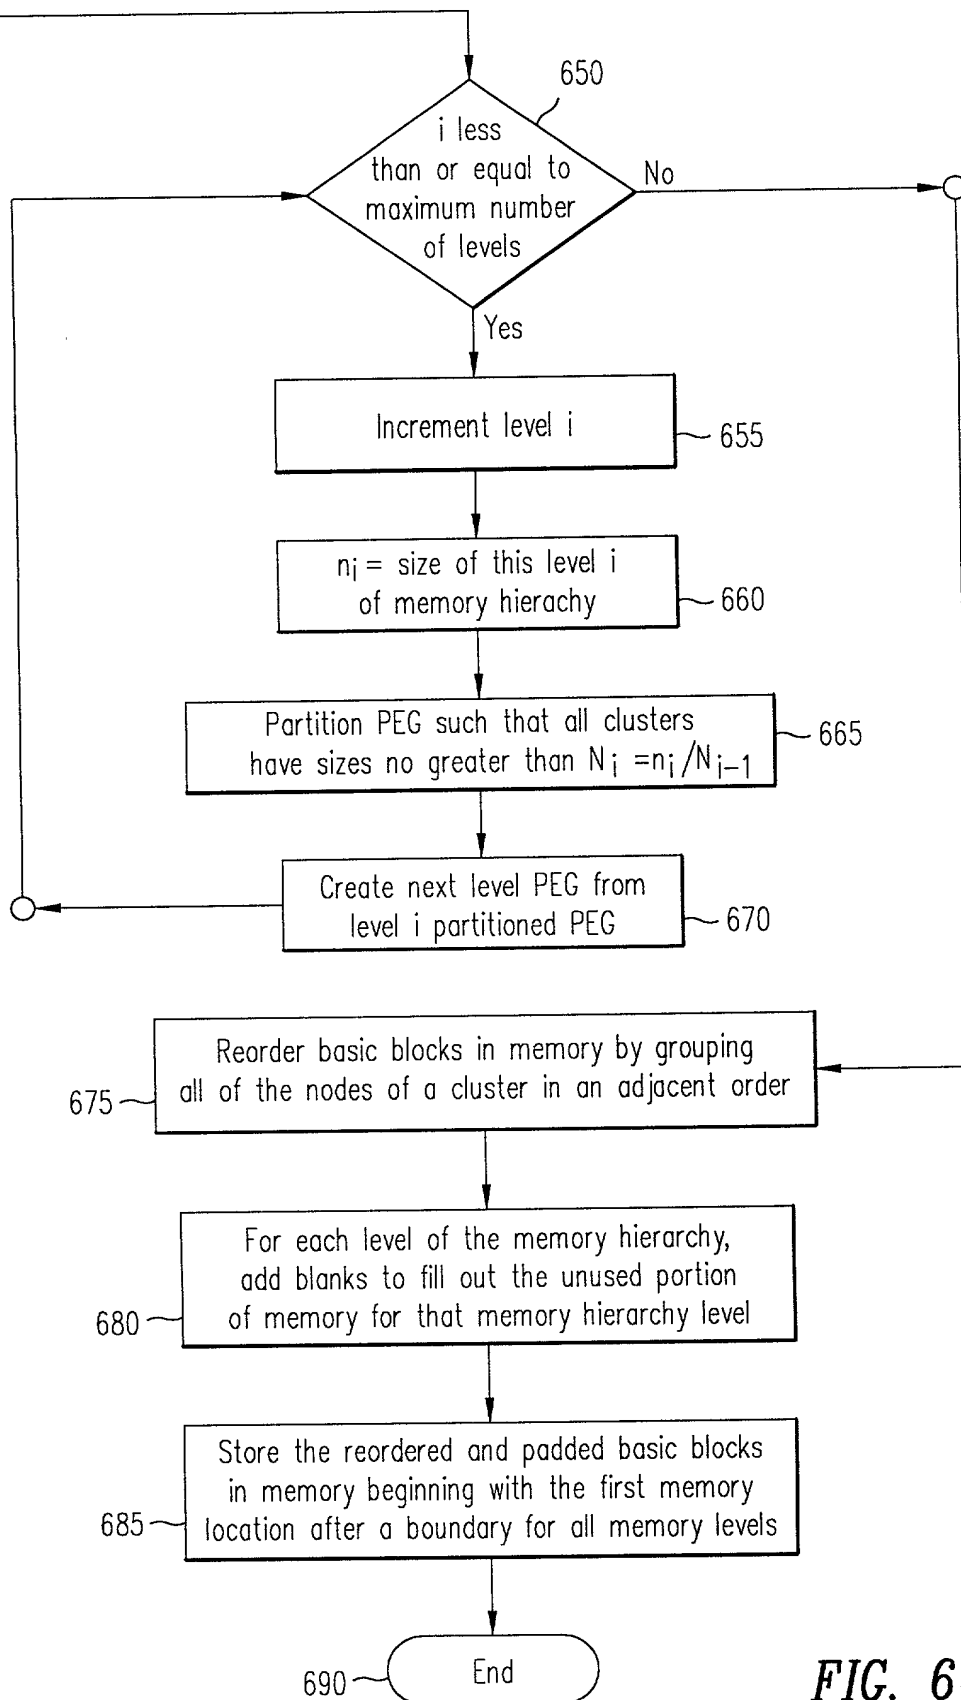 650
i less
than or equal to
maximum number
of levels
No
Yes
Increment level i
655
ni = size of this level i
of memory hierachy
660
Partition PEG such that all clusters
have sizes no greater than Ni =ni/Ni−1
665
Create next level PEG from
level i partitioned PEG
670
Reorder basic blocks in memory by grouping
all of the nodes of a cluster in an adjacent order
675
For each level of the memory hierarchy,
add blanks to fill out the unused portion
of memory for that memory hierarchy level
680
Store the reordered and padded basic blocks
in memory beginning with the first memory
location after a boundary for all memory levels
685
End
690
FIG. 6